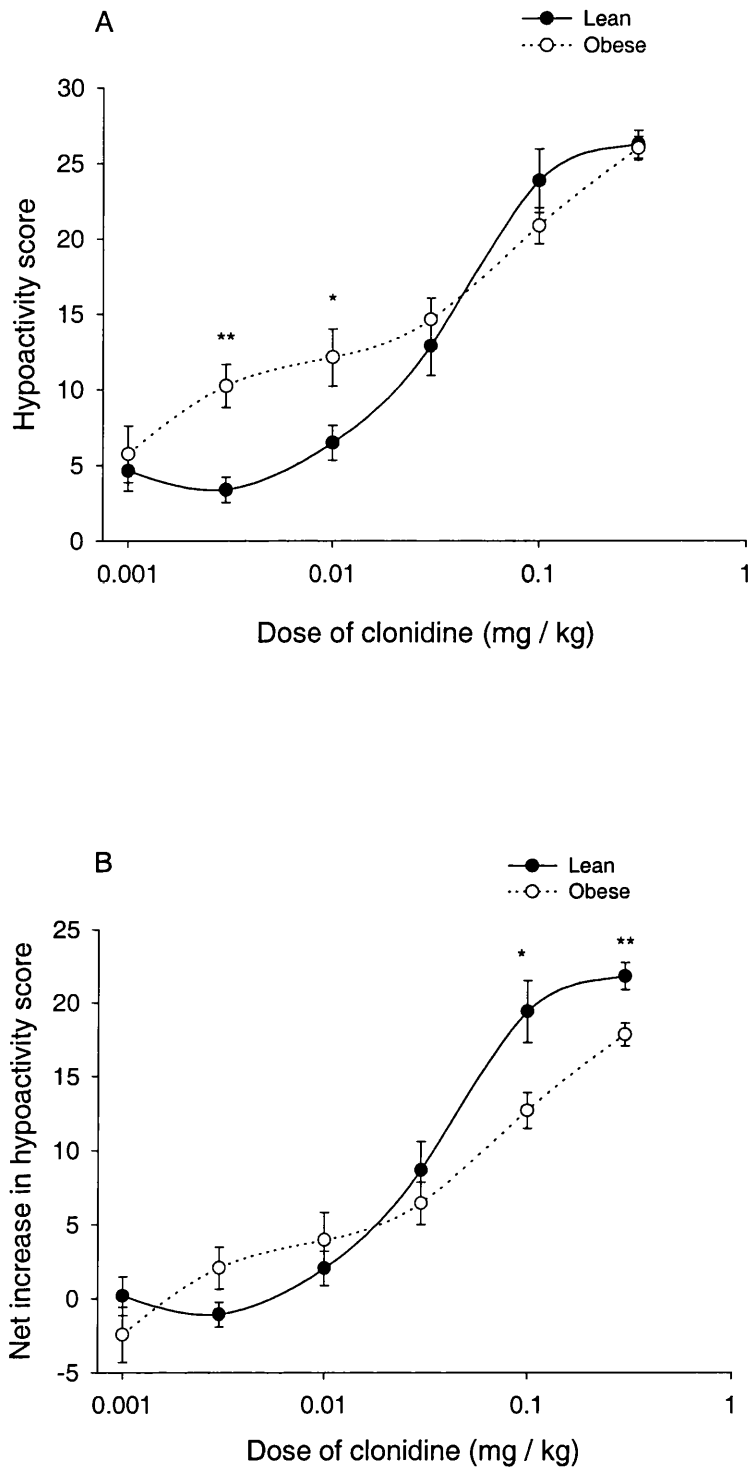 A
Lean
Obese
30
25
20
15
10
5
0
Hypoactivity score
**
*
0.001 0.01 0.1 1
Dose of clonidine (mg / kg)
B
Lean
Obese
25
20
15
10
5
0
-5
Net increase in hypoactivity score
*
**
0.001 0.01 0.1 1
Dose of clonidine (mg / kg)